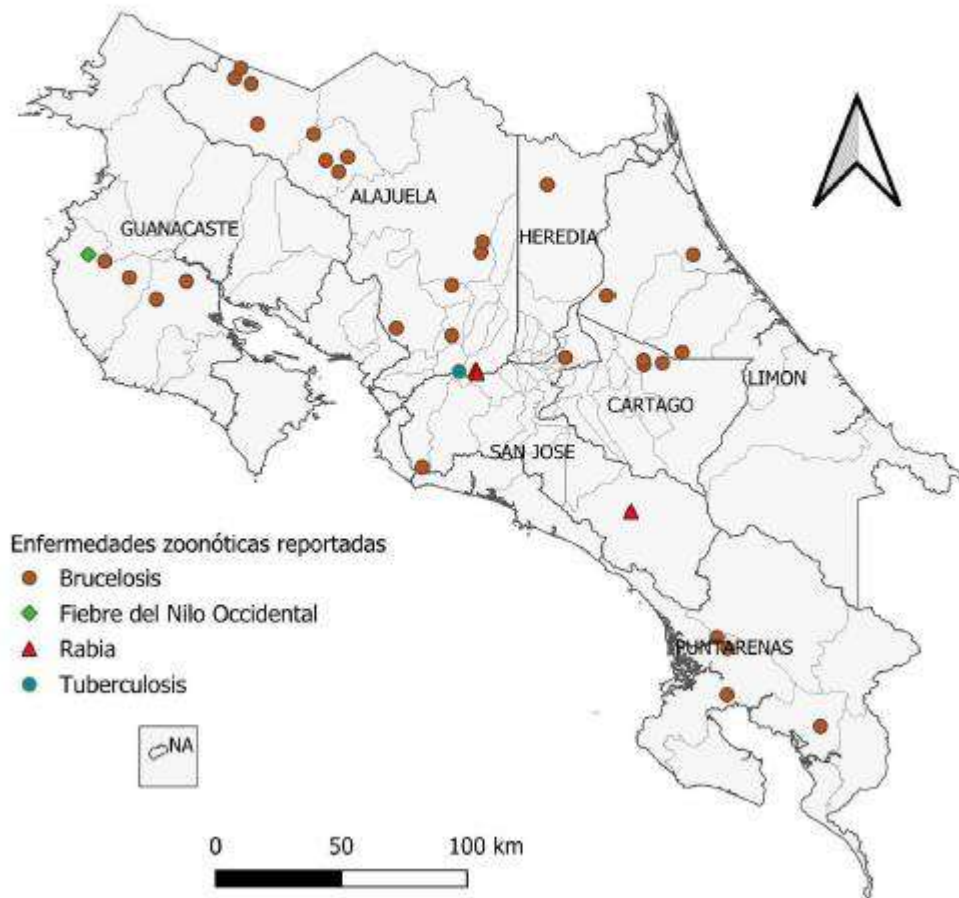 ALAJUELA
GUANACASTE
HEREDIA
LIMON
CARTAGO
SAN JOSE
Enfermedades zoonóticas reportadas
Brucelosis
Fiebre del Nilo Occidental
Rabia
Tuberculosis
PUNTARENAS
NA
0 50 100 km